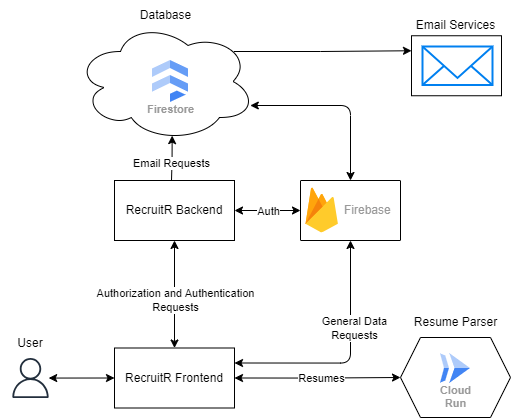 Database
Email Services
Firestore
Email Requests
RecruitR Backend
Auth
Firebase
Authorization and Authentication
Requests
General Data
Requests
Resume Parser
User
RecruitR Frontend
Resumes
Cloud
Run